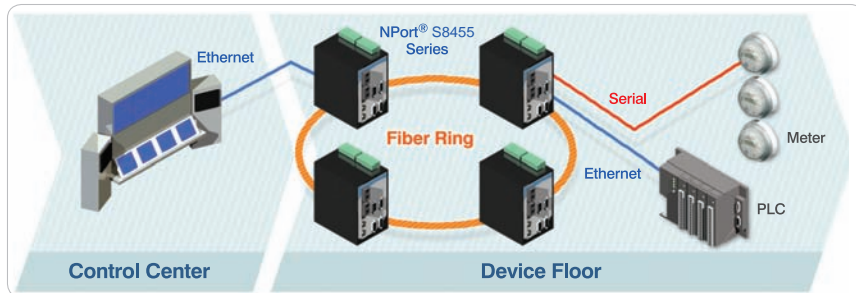 NPort® S8455
Series
Ethernet
Serial
Fiber Ring
Meter
Ethernet
PLC
Control Center
Device Floor